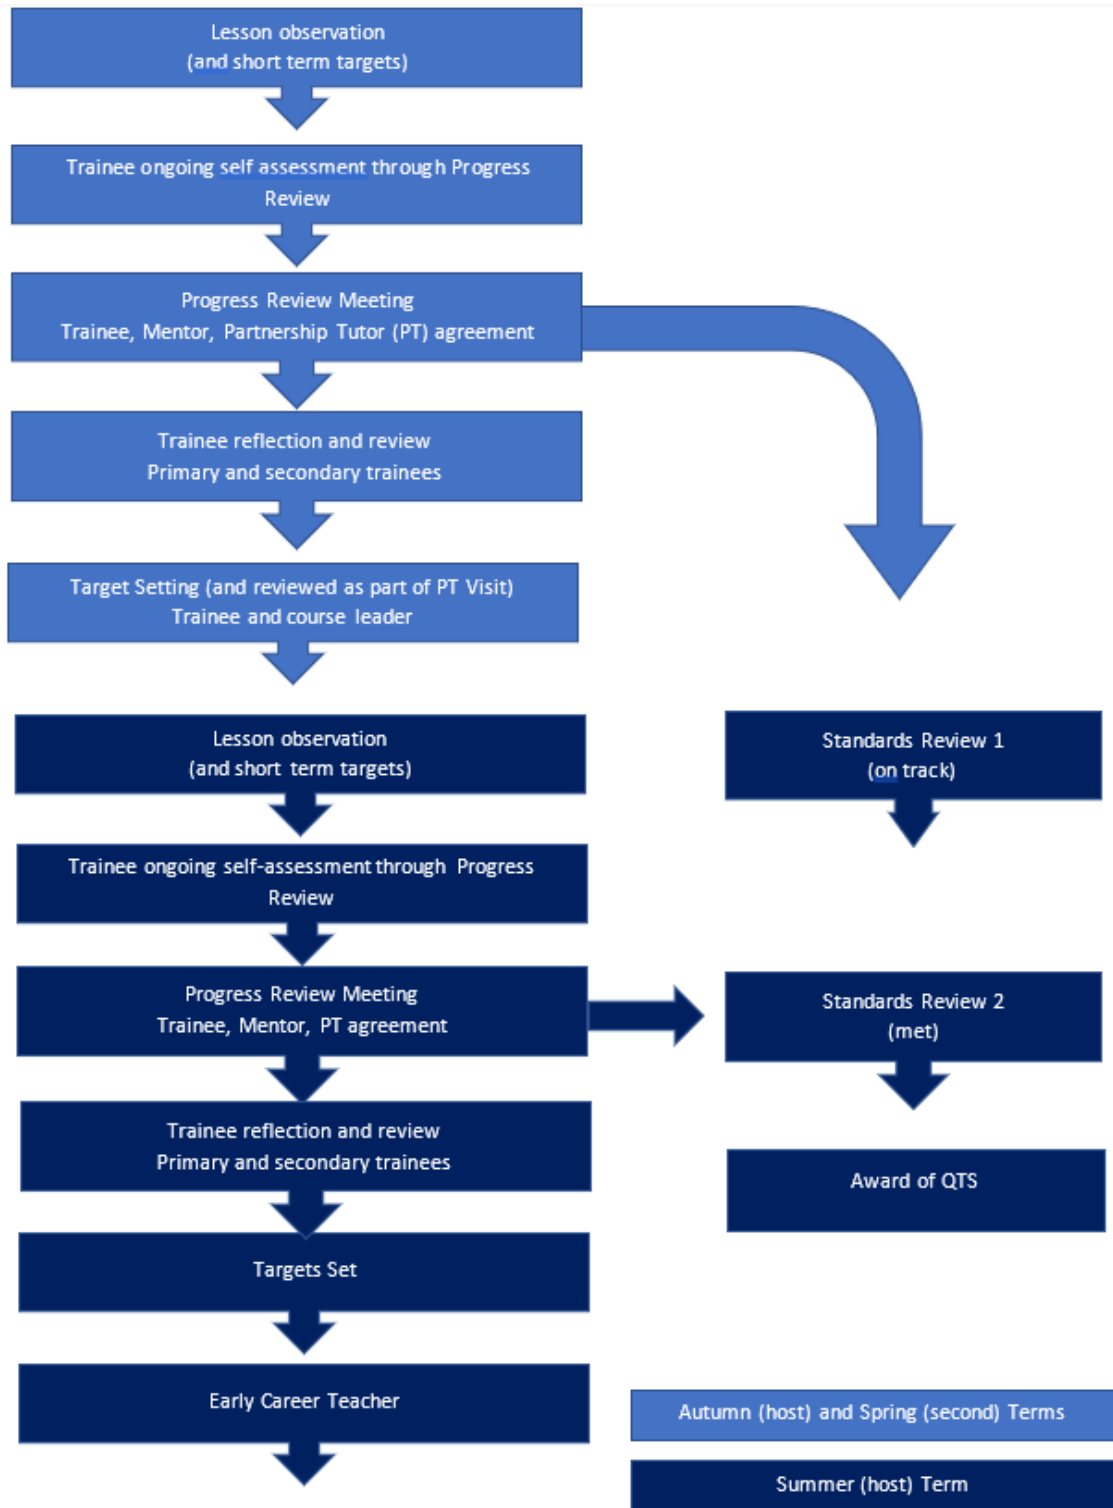 Lesson observation
(and short term targets)
Trainee ongoing self assessment through Progress
Review
Progress Review Meeting
Trainee, Mentor, Partnership Tutor (PT) agreement
Trainee reflection and review
Primary and secondary trainees
Target Setting (and reviewed as part of PT Visit)
Trainee and course leader
Lesson observation
(and short term targets)
Standards Review 1
(on track)
Trainee ongoing self-assessment through Progress
Review
Progress Review Meeting
Trainee, Mentor, PT agreement
Standards Review 2
(met)
Trainee reflection and review
Primary and secondary trainees
Award of QTS
Targets Set
Early Career Teacher
Autumn (host) and Spring (second) Terms
Summer (host) Term